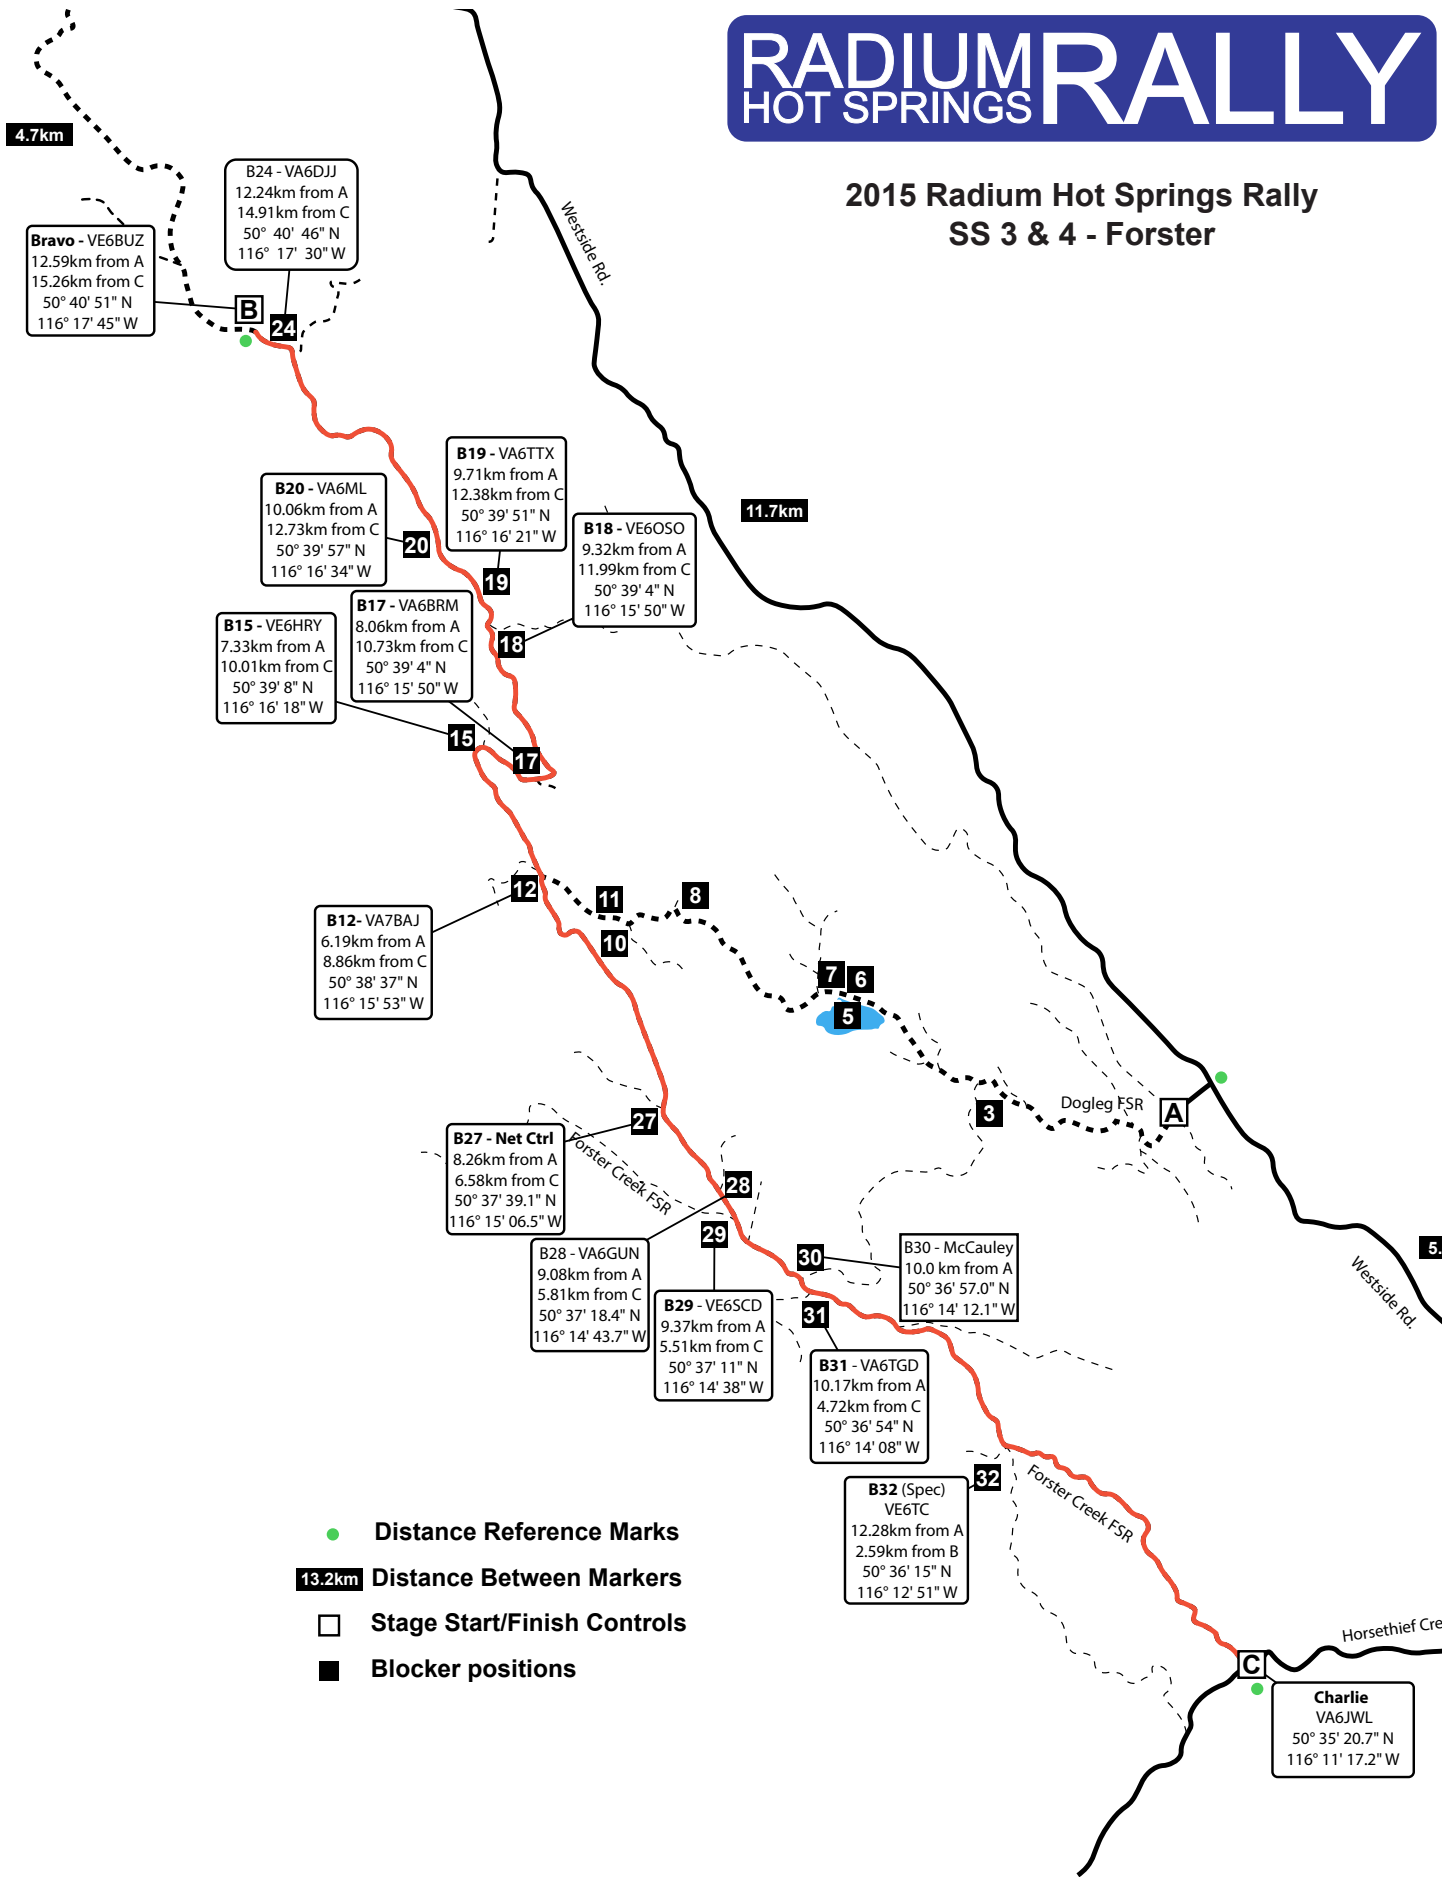 RADIUM
HOT SPRINGS
RALLY
2015 Radium Hot Springs Rally
SS 3 & 4 - Forster
4.7km
B24 - VA6DJJ
12.24km from A
14.91km from C
50° 40' 46" N
116° 17' 30" W
Bravo - VE6BUZ
12.59km from A
15.26km from C
50° 40' 51" N
116° 17' 45" W
B
24
Westside Rd.
B19 - VA6TTX
9.71km from A
12.38km from C
50° 39' 51" N
116° 16' 21" W
B20 - VA6ML
10.06km from A
12.73km from C
50° 39' 57" N
116° 16' 34" W
20
19
11.7km
B18 - VE6OSO
9.32km from A
11.99km from C
50° 39' 4" N
116° 15' 50" W
18
B17 - VA6BRM
8.06km from A
10.73km from C
50° 39' 4" N
116° 15' 50" W
B15 - VE6HRY
7.33km from A
10.01km from C
50° 39' 8" N
116° 16' 18" W
15
17
12
11
8
10
B12- VA7BAJ
6.19km from A
8.86km from C
50° 38' 37" N
116° 15' 53" W
7
6
5
3
Dogleg FSR
A
27
B27 - Net Ctrl
8.26km from A
6.58km from C
50° 37' 39.1" N
116° 15' 06.5" W
Forster Creek FSR
28
29
B28 - VA6GUN
9.08km from A
5.81km from C
50° 37' 18.4" N
116° 14' 43.7" W
30
B30 - McCauley
10.0 km from A
50° 36' 57.0" N
116° 14' 12.1" W
5.
Westside Rd.
B29 - VE6SCD
9.37km from A
5.51km from C
50° 37' 11" N
116° 14' 38" W
31
B31 - VA6TGD
10.17km from A
4.72km from C
50° 36' 54" N
116° 14' 08" W
32
B32 (Spec)
VE6TC
12.28km from A
2.59km from B
50° 36' 15" N
116° 12' 51" W
Forster Creek FSR
Distance Reference Marks
13.2km Distance Between Markers
Stage Start/Finish Controls
Blocker positions
Horsethief Cre
C
Charlie
VA6JWL
50° 35' 20.7" N
116° 11' 17.2" W